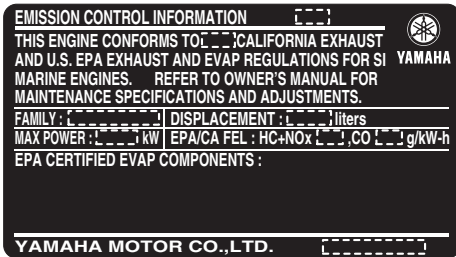 EMISSION CONTROL INFORMATION
THIS ENGINE CONFORMS TO CALIFORNIA EXHAUST
AND U.S. EPA EXHAUST AND EVAP REGULATIONS FOR SI
MARINE ENGINES. REFER TO OWNER'S MANUAL FOR
MAINTENANCE SPECIFICATIONS AND ADJUSTMENTS.
YAMAHA
FAMILY : DISPLACEMENT : liters
MAX POWER : kW EPA/CA FEL : HC+NOx ,CO g/kW-h
EPA CERTIFIED EVAP COMPONENTS :
YAMAHA MOTOR CO.,LTD.